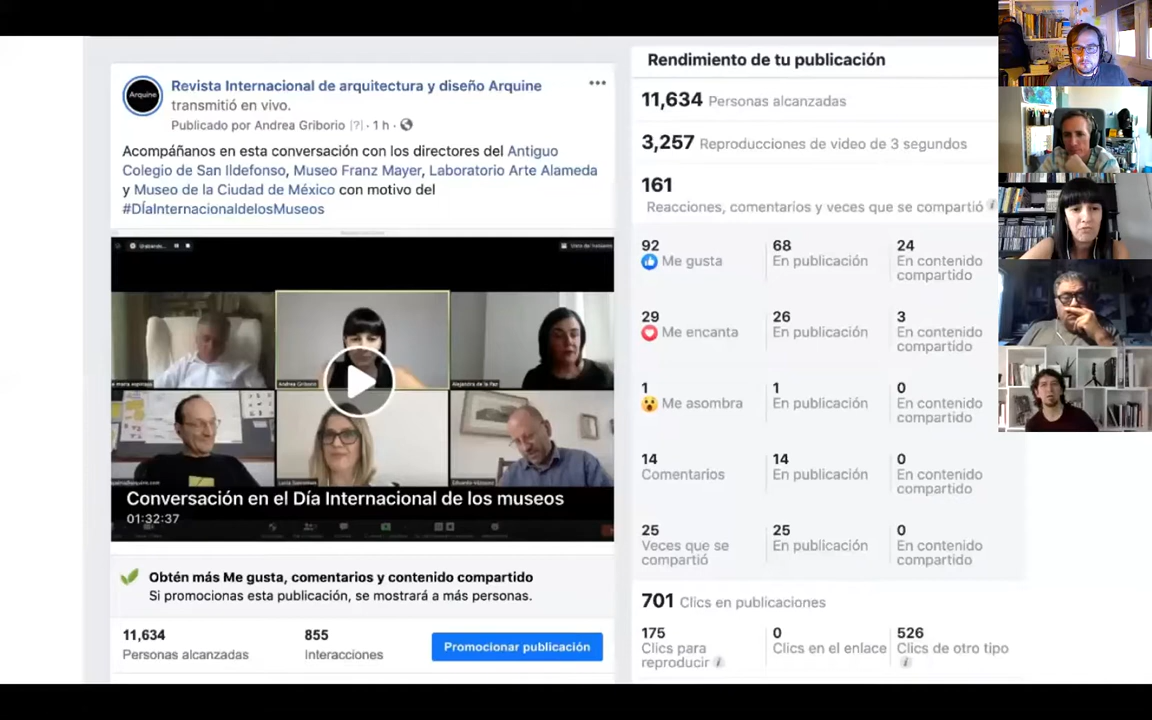 Revista Internacional de arquitectura y diseño Arquine
transmitió en vivo.
Publicado por Andrea Griborio [?] · 1 h ·
Arquine
Acompáñanos en esta conversación con los directores del Antiguo
Colegio de San Ildefonso, Museo Franz Mayer, Laboratorio Arte Alameda
y Museo de la Ciudad de México con motivo del
#DÍaInternacionaldelosMuseos
Andrea Griborio
Alejandra de la Paz
Conversación en el Día Internacional de los museos
01:32:37
Obtén más Me gusta, comentarios y contenido compartido
Si promocionas esta publicación, se mostrará a más personas.
11,634
Personas alcanzadas
855
Interacciones
Promocionar publicación
Rendimiento de tu publicación
11,634 Personas alcanzadas
3,257 Reproducciones de video de 3 segundos
161
Reacciones, comentarios y veces que se compartió
92
Me gusta
68
En publicación
24
En contenido
compartido
29
Me encanta
26
En publicación
3
En contenido
compartido
1
Me asombra
1
En publicación
0
En contenido
compartido
14
Comentarios
14
En publicación
0
En contenido
compartido
25
Veces que se
compartió
25
En publicación
0
En contenido
compartido
701 Clics en publicaciones
175
Clics para
reproducir
0
Clics en el enlace
526
Clics de otro tipo